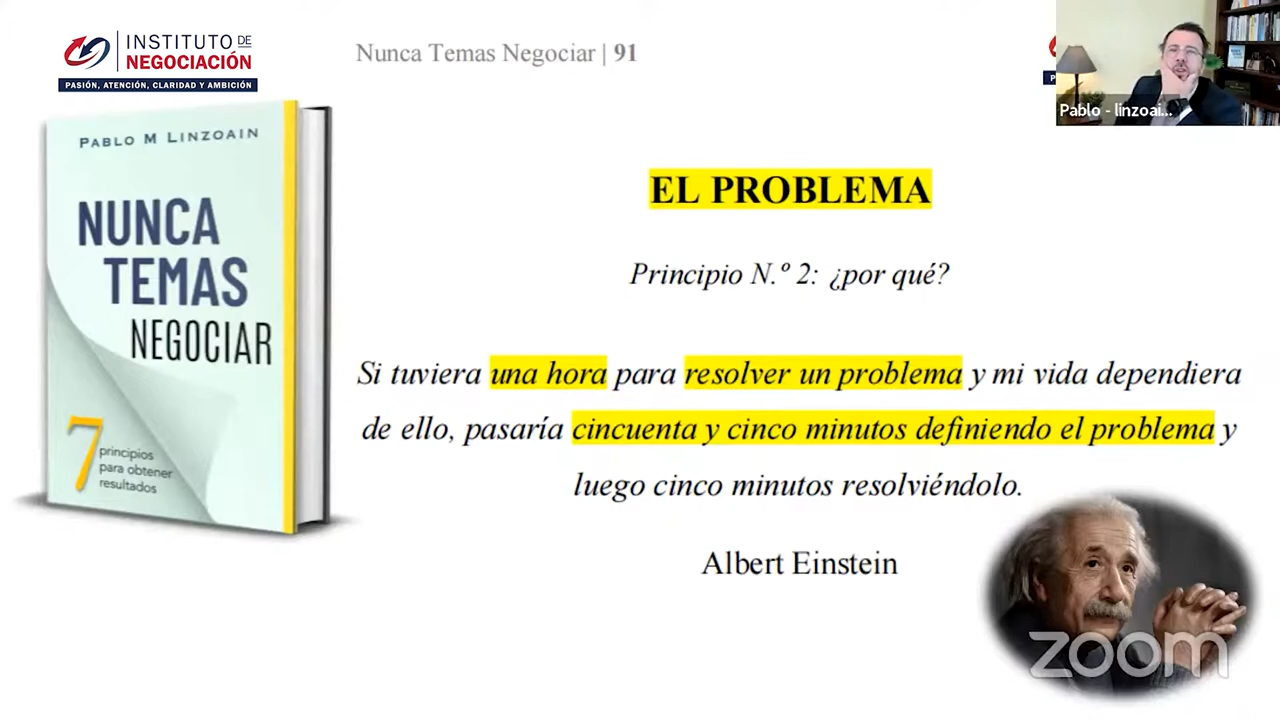 INSTITUTO DE
NEGOCIACIÓN
PASIÓN, ATENCIÓN, CLARIDAD Y AMBICIÓN
Nunca Temas Negociar | 91
Pablo - linzoai...
PABLO M LINZOAIN
NUNCA
TEMAS
NEGOCIAR
7 principios
para obtener
resultados
EL PROBLEMA
Principio N.º 2: ¿por qué?
Si tuviera una hora para resolver un problema y mi vida dependiera
de ello, pasaría cincuenta y cinco minutos definiendo el problema y
luego cinco minutos resolviéndolo.
Albert Einstein
zoom